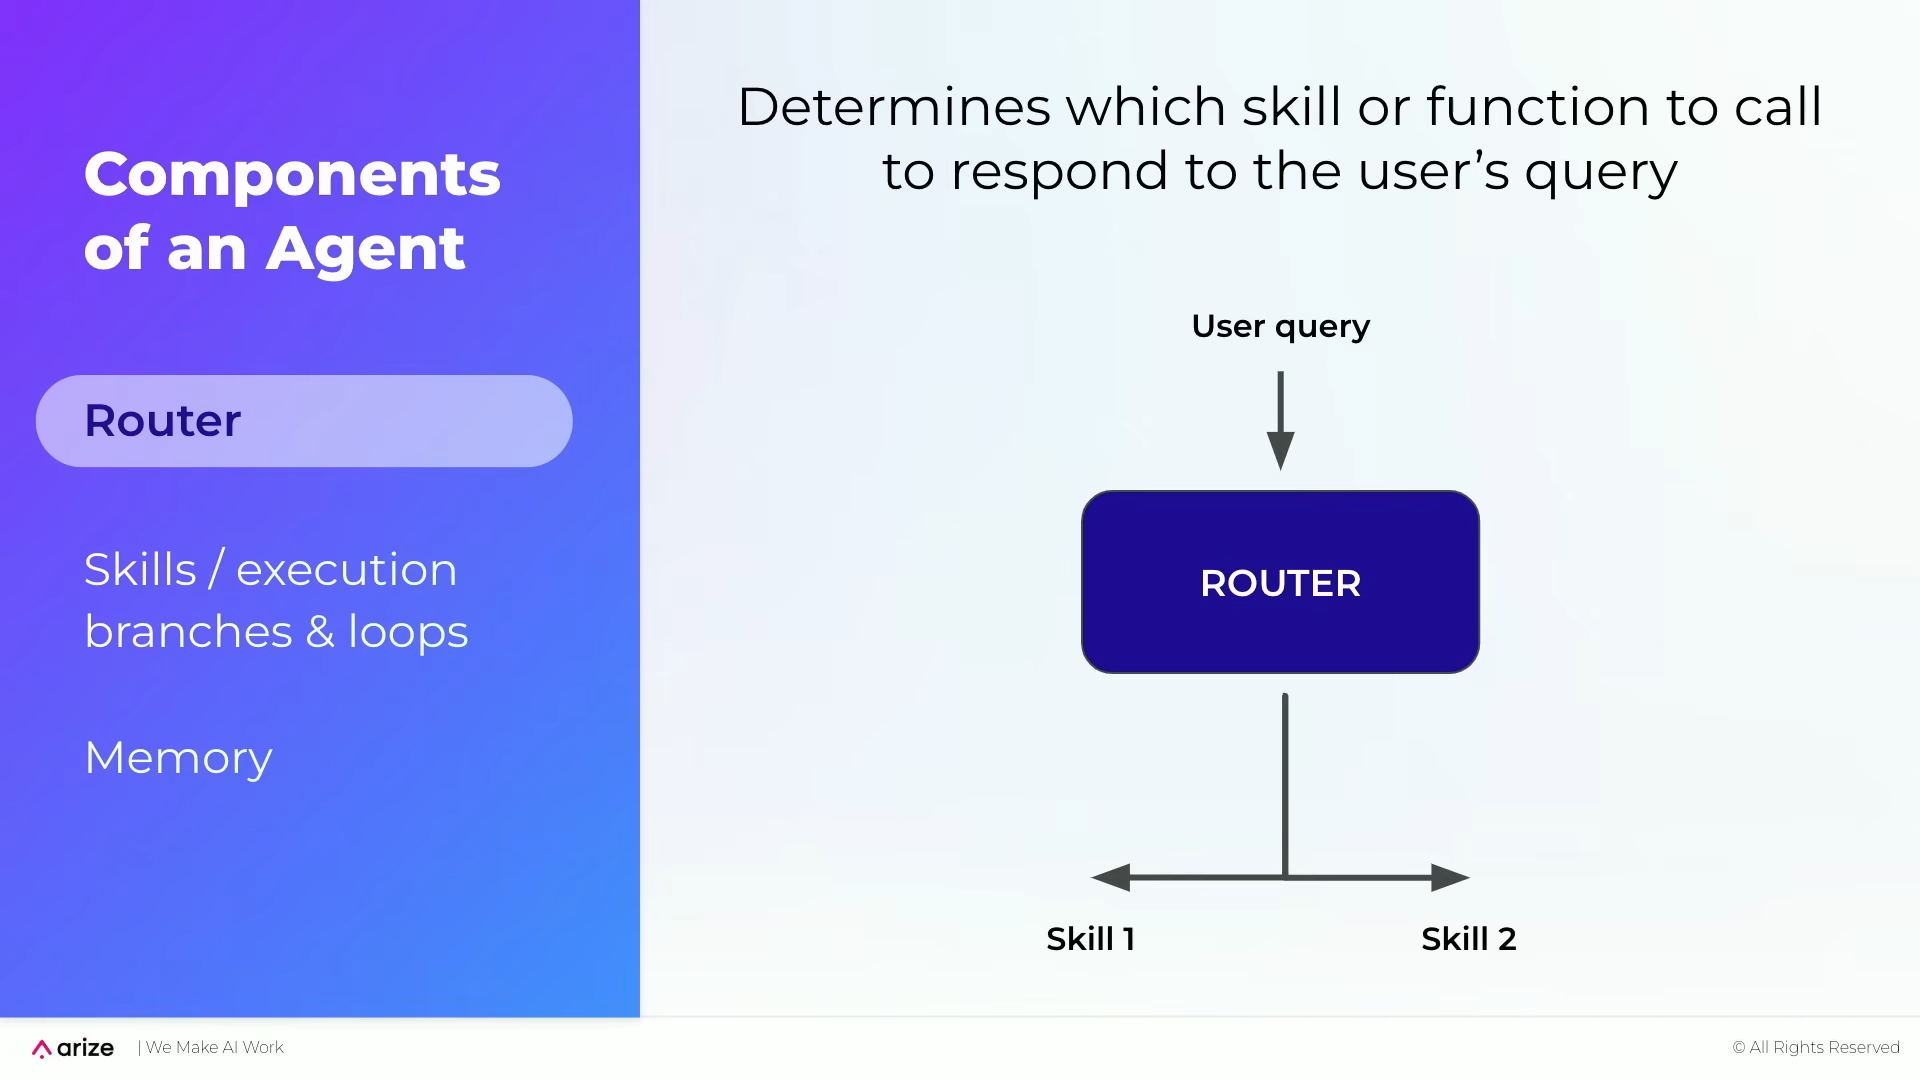 Components
of an Agent
Router
Skills / execution
branches & loops
Memory
Determines which skill or function to call
to respond to the user’s query
User query
ROUTER
Skill 1
Skill 2
arize | We Make AI Work
© All Rights Reserved